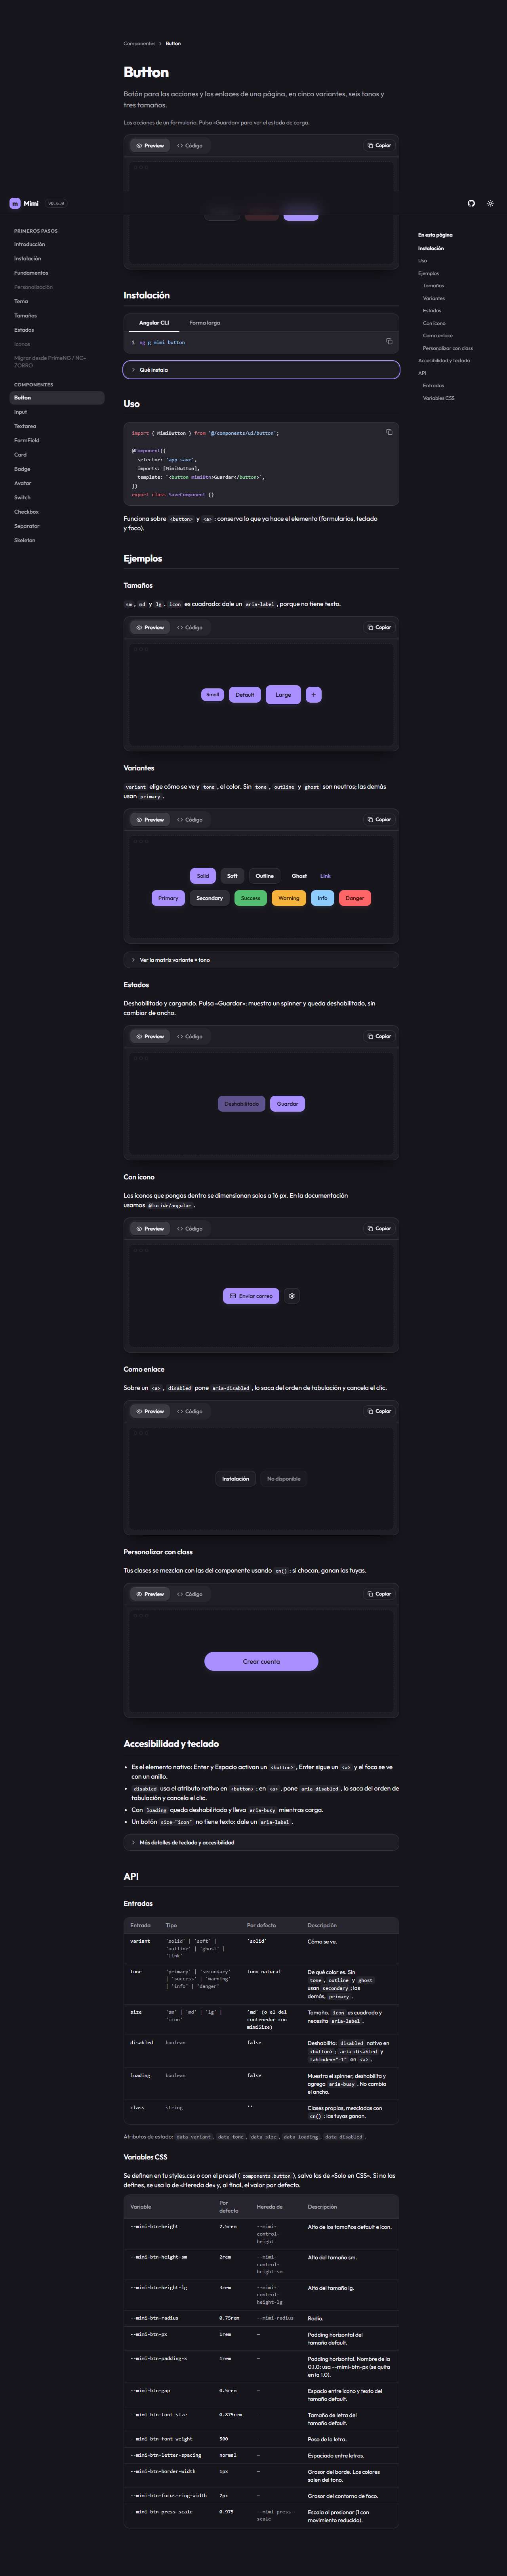 Componentes > Button
Button
Botón para las acciones y los enlaces de una página, en cinco variantes, seis tonos y
tres tamaños.
Las acciones de un formulario. Pulsa «Guardar» para ver el estado de carga.
Preview
Código
Copiar
m Mimi v0.6.0
PRIMEROS PASOS
Introducción
Instalación
Fundamentos
Personalización
Tema
Tamaños
Estados
Iconos
Migrar desde PrimeNG / NG-
ZORRO
COMPONENTES
Button
Input
Textarea
FormField
Card
Badge
Avatar
Switch
Checkbox
Separator
Skeleton
En esta página
Instalación
Uso
Ejemplos
Tamaños
Variantes
Estados
Con icono
Como enlace
Personalizar con class
Accesibilidad y teclado
API
Entradas
Variables CSS
Instalación
Angular CLI
Forma larga
$ ng g mimi button
> Qué instala
Uso
import { MimiButton } from '@/components/ui/button';
@Component({
selector: 'app-save',
imports: [MimiButton],
template: `<button mimiBtn>Guardar</button>`,
})
export class SaveComponent {}
Funciona sobre <button> y <a>: conserva lo que ya hace el elemento (formularios, teclado
y foco).
Ejemplos
Tamaños
sm, md y lg. icon es cuadrado: dale un aria-label, porque no tiene texto.
Preview
Código
Copiar
Small
Default
Large
+
Variantes
variant elige cómo se ve y tone, el color. Sin tone, outline y ghost son neutros; las demás
usan primary.
Preview
Código
Copiar
Solid
Soft
Outline
Ghost
Link
Primary
Secondary
Success
Warning
Info
Danger
> Ver la matriz variante × tono
Estados
Deshabilitado y cargando. Pulsa «Guardar»: muestra un spinner y queda deshabilitado, sin
cambiar de ancho.
Preview
Código
Copiar
Deshabilitado
Guardar
Con icono
Los iconos que pongas dentro se dimensionan solos a 16 px. En la documentación
usamos @lucide/angular.
Preview
Código
Copiar
Enviar correo
Como enlace
Sobre un <a>, disabled pone aria-disabled, lo saca del orden de tabulación y cancela el clic.
Preview
Código
Copiar
Instalación
No disponible
Personalizar con class
Tus clases se mezclan con las del componente usando cn(): si chocan, ganan las tuyas.
Preview
Código
Copiar
Crear cuenta
Accesibilidad y teclado
• Es el elemento nativo: Enter y Espacio activan un <button>, Enter sigue un <a> y el foco se ve
con un anillo.
• disabled usa el atributo nativo en <button>; en <a>, pone aria-disabled, lo saca del orden de
tabulación y cancela el clic.
• Con loading queda deshabilitado y lleva aria-busy mientras carga.
• Un botón size="icon" no tiene texto: dale un aria-label.
> Más detalles de teclado y accesibilidad
API
Entradas
Entrada Tipo Por defecto Descripción
variant 'solid' | 'soft' | 'outline' | 'ghost' | 'link' 'solid' Cómo se ve.
tone 'primary' | 'secondary' | 'success' | 'warning' | 'info' | 'danger' tono natural De qué color es. Sin tone, outline y ghost usan secondary; las demás, primary.
size 'sm' | 'md' | 'lg' | 'icon' 'md' (o el del contenedor con mimiSize) Tamaño. icon es cuadrado y necesita aria-label.
disabled boolean false Deshabilita: disabled nativo en <button>; aria-disabled y tabindex="-1" en <a>.
loading boolean false Muestra el spinner, deshabilita y agrega aria-busy. No cambia el ancho.
class string '' Clases propias, mezcladas con cn(): las tuyas ganan.
Atributos de estado: data-variant, data-tone, data-size, data-loading, data-disabled.
Variables CSS
Se definen en tu styles.css o con el preset (components.button), salvo las de «Solo en CSS». Si no las
defines, se usa la de «Hereda de» y, al final, el valor por defecto.
Variable Por defecto Hereda de Descripción
--mimi-btn-height 2.5rem --mimi-control-height Alto de los tamaños default e icon.
--mimi-btn-height-sm 2rem --mimi-control-height-sm Alto del tamaño sm.
--mimi-btn-height-lg 3rem --mimi-control-height-lg Alto del tamaño lg.
--mimi-btn-radius 0.75rem --mimi-radius Radio.
--mimi-btn-px 1rem — Padding horizontal del tamaño default.
--mimi-btn-padding-x 1rem — Padding horizontal. Nombre de la 0.1.0: usa --mimi-btn-px (se quita en la 1.0).
--mimi-btn-gap 0.5rem — Espacio entre icono y texto del tamaño default.
--mimi-btn-font-size 0.875rem — Tamaño de letra del tamaño default.
--mimi-btn-font-weight 500 — Peso de la letra.
--mimi-btn-letter-spacing normal — Espaciado entre letras.
--mimi-btn-border-width 1px — Grosor del borde. Los colores salen del tono.
--mimi-btn-focus-ring-width 2px — Grosor del contorno de foco.
--mimi-btn-press-scale 0.975 --mimi-press-scale Escala al presionar (1 con movimiento reducido).